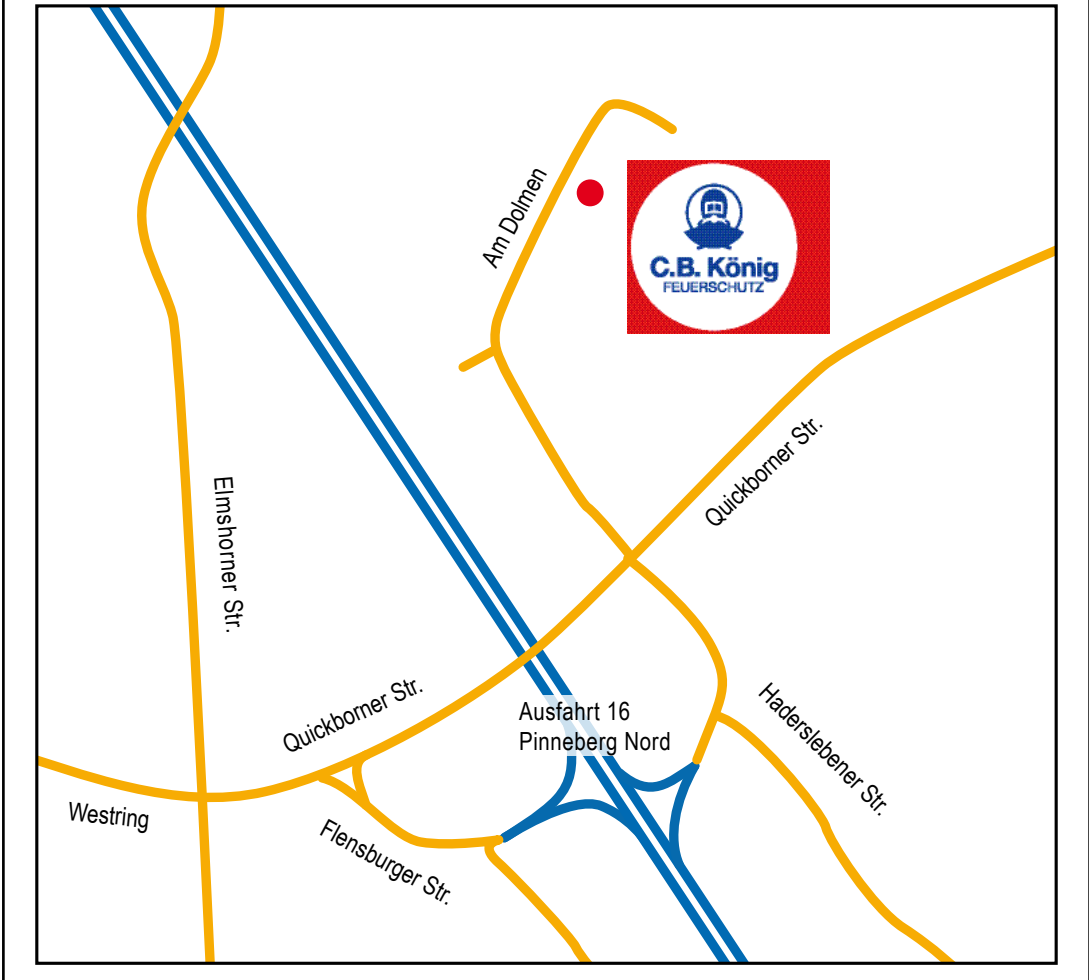 Am Dolmen
C.B. König
FEUERSCHUTZ
Quickborner Str.
Elmshorner Str.
Quickborner Str.
Ausfahrt 16
Pinneberg Nord
Haderslebener Str.
Westring
Flensburger Str.